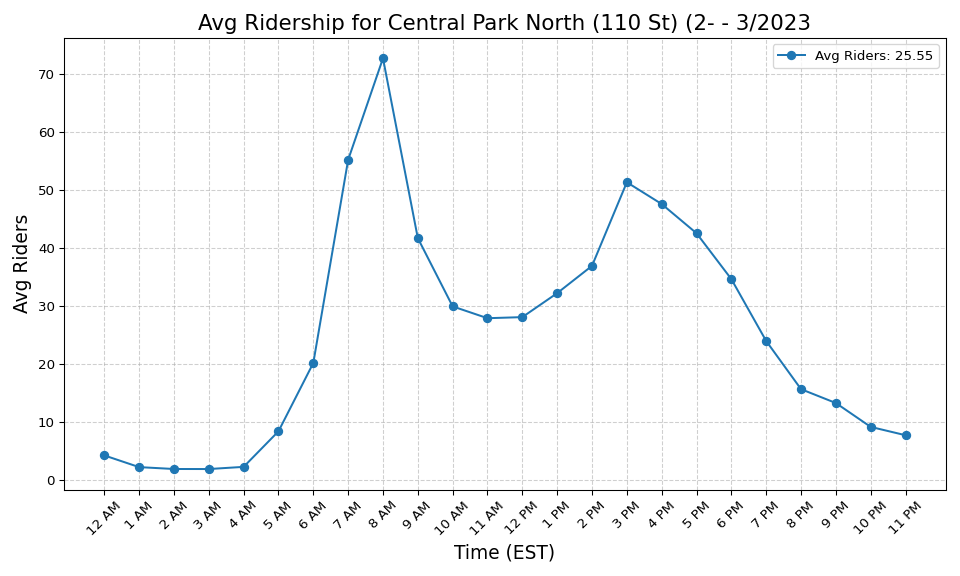 Avg Ridership for Central Park North (110 St) (2- - 3/2023
Avg Riders: 25.55
Avg Riders
70
60
50
40
30
20
10
0
12 AM
1 AM
2 AM
3 AM
4 AM
5 AM
6 AM
7 AM
8 AM
9 AM
10 AM
11 AM
12 PM
1 PM
2 PM
3 PM
4 PM
5 PM
6 PM
7 PM
8 PM
9 PM
10 PM
11 PM
Time (EST)